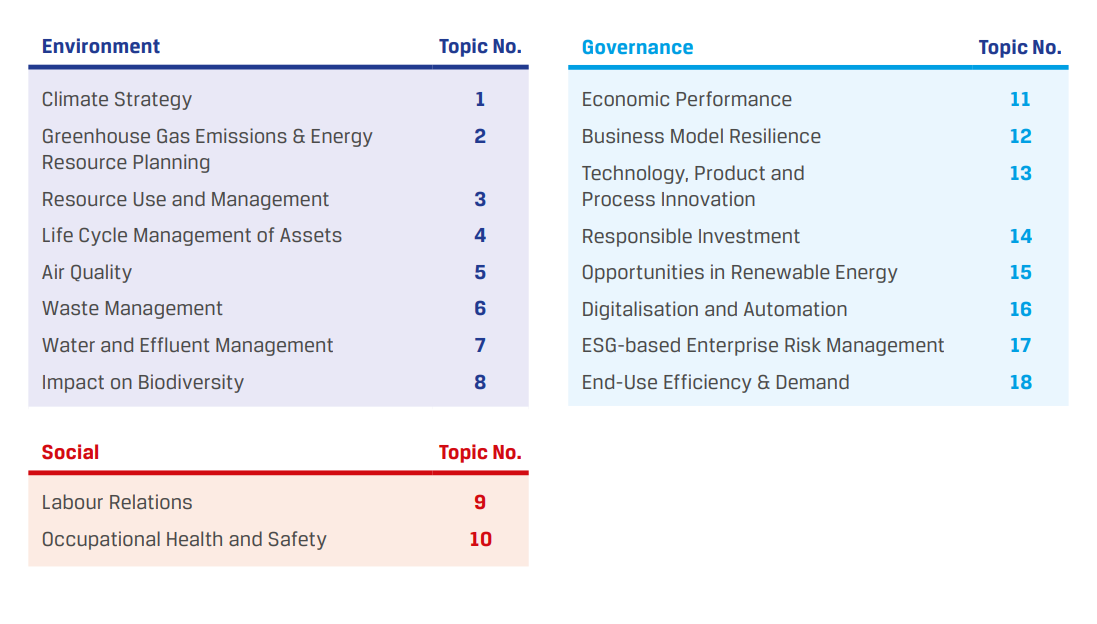 Environment Topic No.
Climate Strategy 1
Greenhouse Gas Emissions & Energy 2
Resource Planning
Resource Use and Management 3
Life Cycle Management of Assets 4
Air Quality 5
Waste Management 6
Water and Effluent Management 7
Impact on Biodiversity 8
Social Topic No.
Labour Relations 9
Occupational Health and Safety 10
Governance Topic No.
Economic Performance 11
Business Model Resilience 12
Technology, Product and 13
Process Innovation
Responsible Investment 14
Opportunities in Renewable Energy 15
Digitalisation and Automation 16
ESG-based Enterprise Risk Management 17
End-Use Efficiency & Demand 18